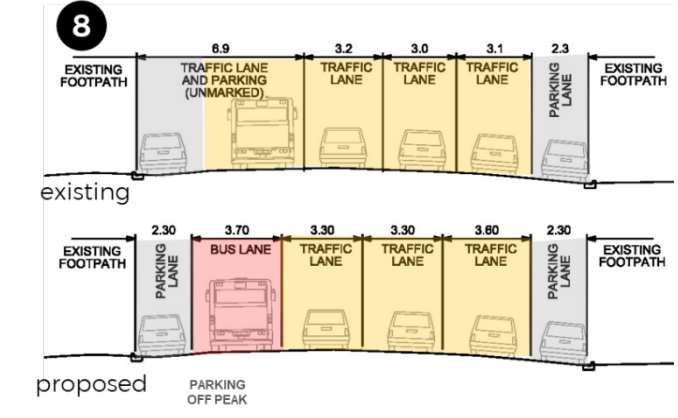 8
6.9 3.2 3.0 3.1 2.3
EXISTING
FOOTPATH
TRAFFIC LANE
AND PARKING
(UNMARKED)
TRAFFIC
LANE
TRAFFIC
LANE
TRAFFIC
LANE
PARKING
LANE
EXISTING
FOOTPATH
existing
2.30 3.70 3.30 3.30 3.60 2.30
EXISTING
FOOTPATH
PARKING
LANE
BUS LANE
TRAFFIC
LANE
TRAFFIC
LANE
TRAFFIC
LANE
PARKING
LANE
EXISTING
FOOTPATH
proposed
PARKING
OFF PEAK